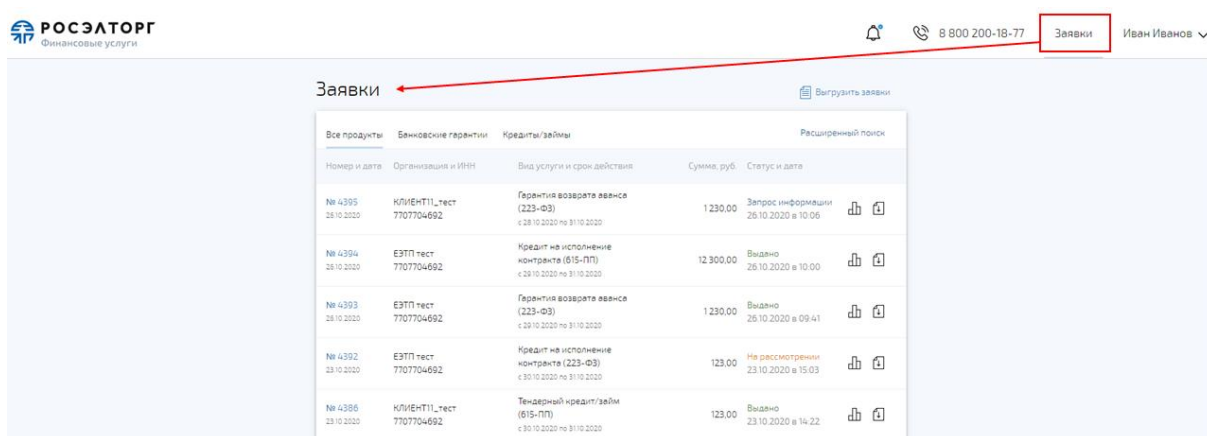 РОСЭЛТОРГ
Финансовые услуги
8 800 200-18-77
Заявки
Иван Иванов
Заявки
Выгрузить заявки
Все продукты Банковские гарантии Кредиты/займы Расширенный поиск
Номер и дата Организация и ИНН Вид услуги и срок действия Сумма, руб. Статус и дата
№ 4395 КЛИЕНТ11_тест Гарантия возврата аванса
(223-ФЗ) 1 230,00 Запрос информации
26.10.2020 7707704692 с 28.10.2020 по 31.10.2020 26.10.2020 в 10:06
№ 4394 ЕЭТП тест Кредит на исполнение
контракта (615-ПП) 12 300,00 Выдано
26.10.2020 7707704692 с 29.10.2020 по 31.10.2020 26.10.2020 в 10:00
№ 4393 ЕЭТП тест Гарантия возврата аванса
(223-ФЗ) 1 230,00 Выдано
26.10.2020 7707704692 с 29.10.2020 по 31.10.2020 26.10.2020 в 09:41
№ 4392 ЕЭТП тест Кредит на исполнение
контракта (223-ФЗ) 123,00 На рассмотрении
23.10.2020 7707704692 с 30.10.2020 по 31.10.2020 23.10.2020 в 15:03
№ 4386 КЛИЕНТ11_тест Тендерный кредит/займ
(615-ПП) 123,00 Выдано
23.10.2020 7707704692 с 30.10.2020 по 31.10.2020 23.10.2020 в 14:22